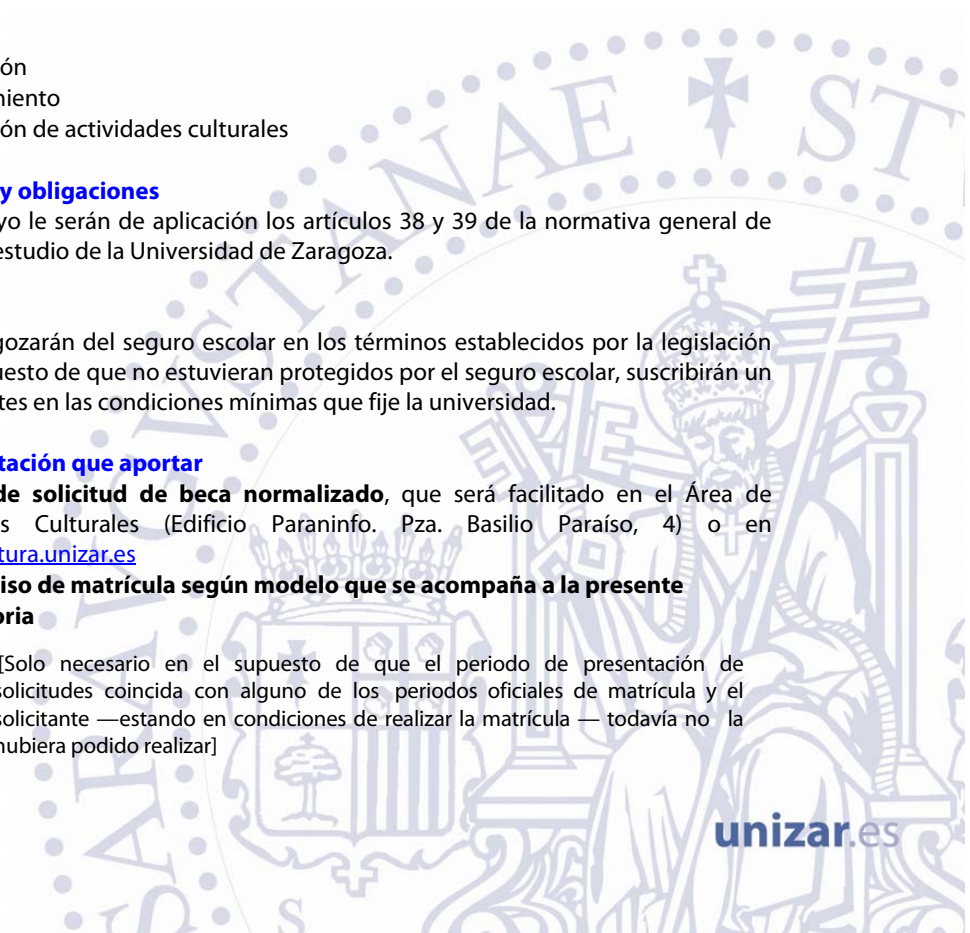 ón
niento
ón de actividades culturales
y obligaciones
yo le serán de aplicación los artículos 38 y 39 de la normativa general de
estudio de la Universidad de Zaragoza.
gozarán del seguro escolar en los términos establecidos por la legislación
uesto de que no estuvieran protegidos por el seguro escolar, suscribirán un
tes en las condiciones mínimas que fije la universidad.
tación que aportar
de solicitud de beca normalizado, que será facilitado en el Área de
s Culturales (Edificio Paraninfo. Pza. Basilio Paraíso, 4) o en
tura.unizar.es
iso de matrícula según modelo que se acompaña a la presente
oria
[Solo necesario en el supuesto de que el periodo de presentación de
solicitudes coincida con alguno de los periodos oficiales de matrícula y el
solicitante —estando en condiciones de realizar la matrícula — todavía no la
hubiera podido realizar]
unizar.es
SARAVGVSTANAE ST
S